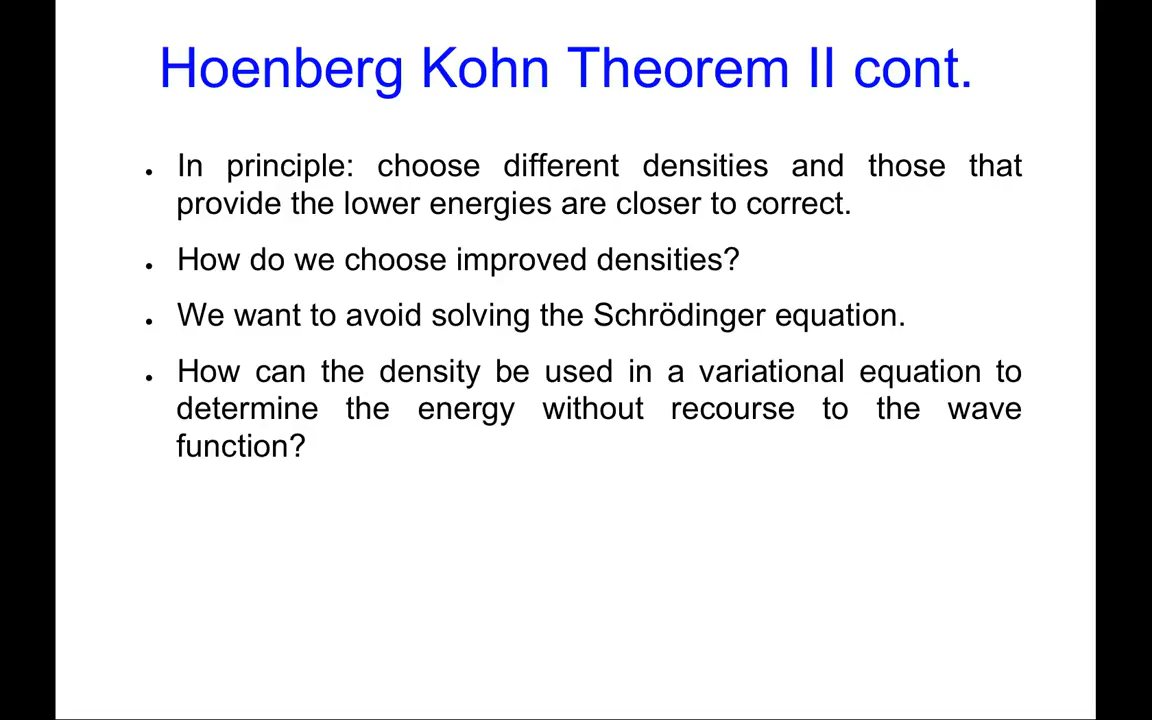 Hoenberg Kohn Theorem II cont.
• In principle: choose different densities and those that
provide the lower energies are closer to correct.
• How do we choose improved densities?
• We want to avoid solving the Schrödinger equation.
• How can the density be used in a variational equation to
determine the energy without recourse to the wave
function?